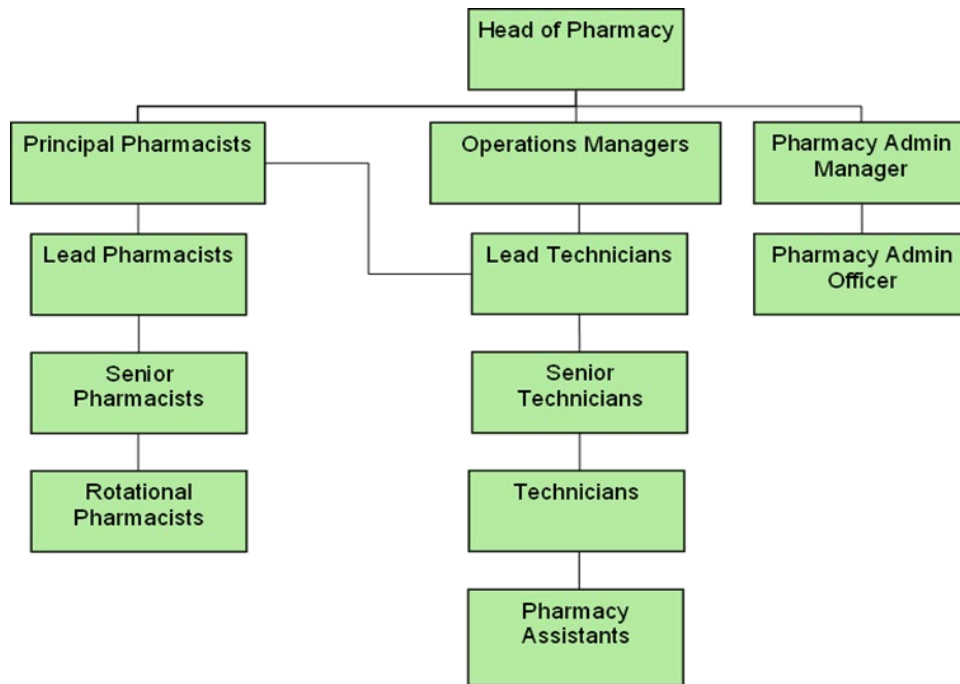 Head of Pharmacy
Principal Pharmacists
Operations Managers
Pharmacy Admin
Manager
Lead Pharmacists
Lead Technicians
Pharmacy Admin
Officer
Senior
Pharmacists
Senior
Technicians
Rotational
Pharmacists
Technicians
Pharmacy
Assistants